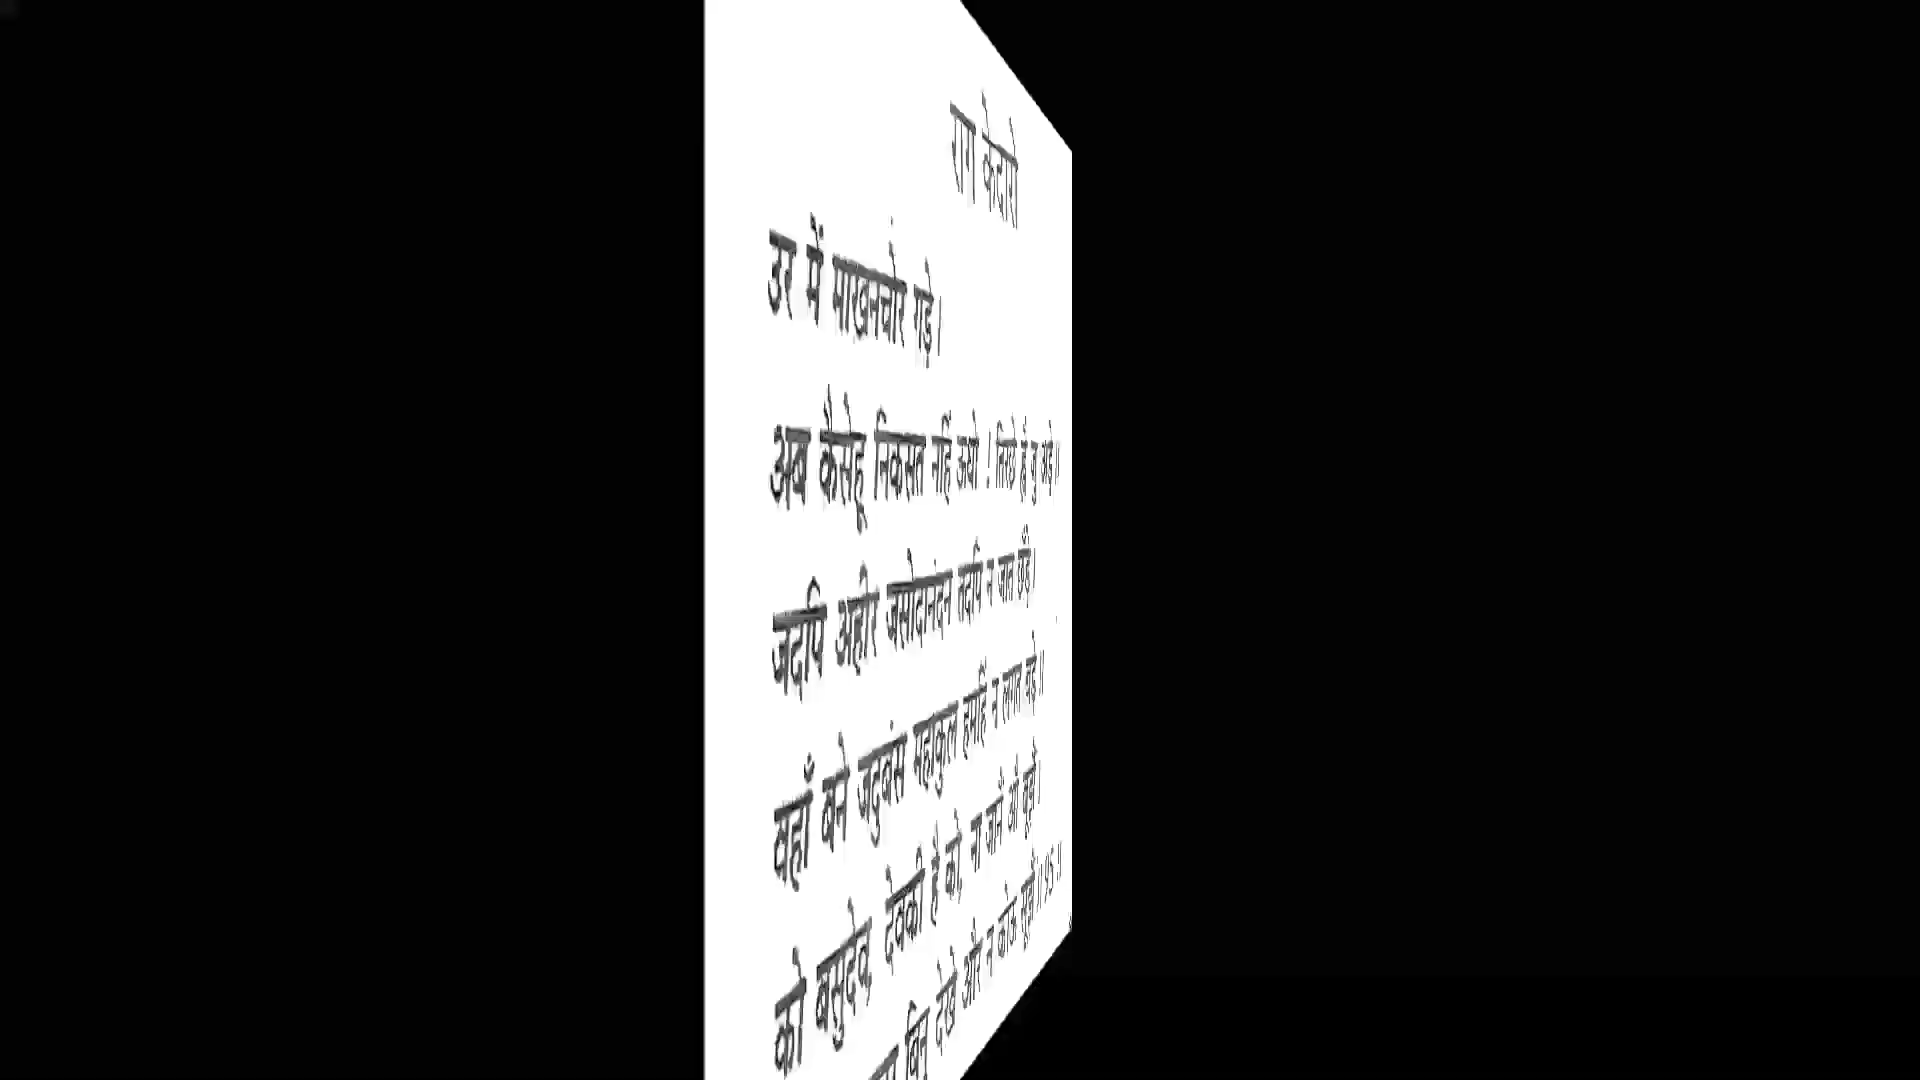 राग केदारो
उर में माखनचोर गड़े।
अब कैसेहू निकसत नहिं ऊधो ! तिरछे ह्वै जु अड़े॥
जदपि अहीर जसोदानंदन तदपि न जात छँड़े।
वहाँ बने जदुबंस महाकुल हमहिं न लगत बड़े॥
को बसुदेव, देवकी है को, ना जानैं औ बूझैं।
बिनु देखे और न कोऊ सूझैं॥95॥